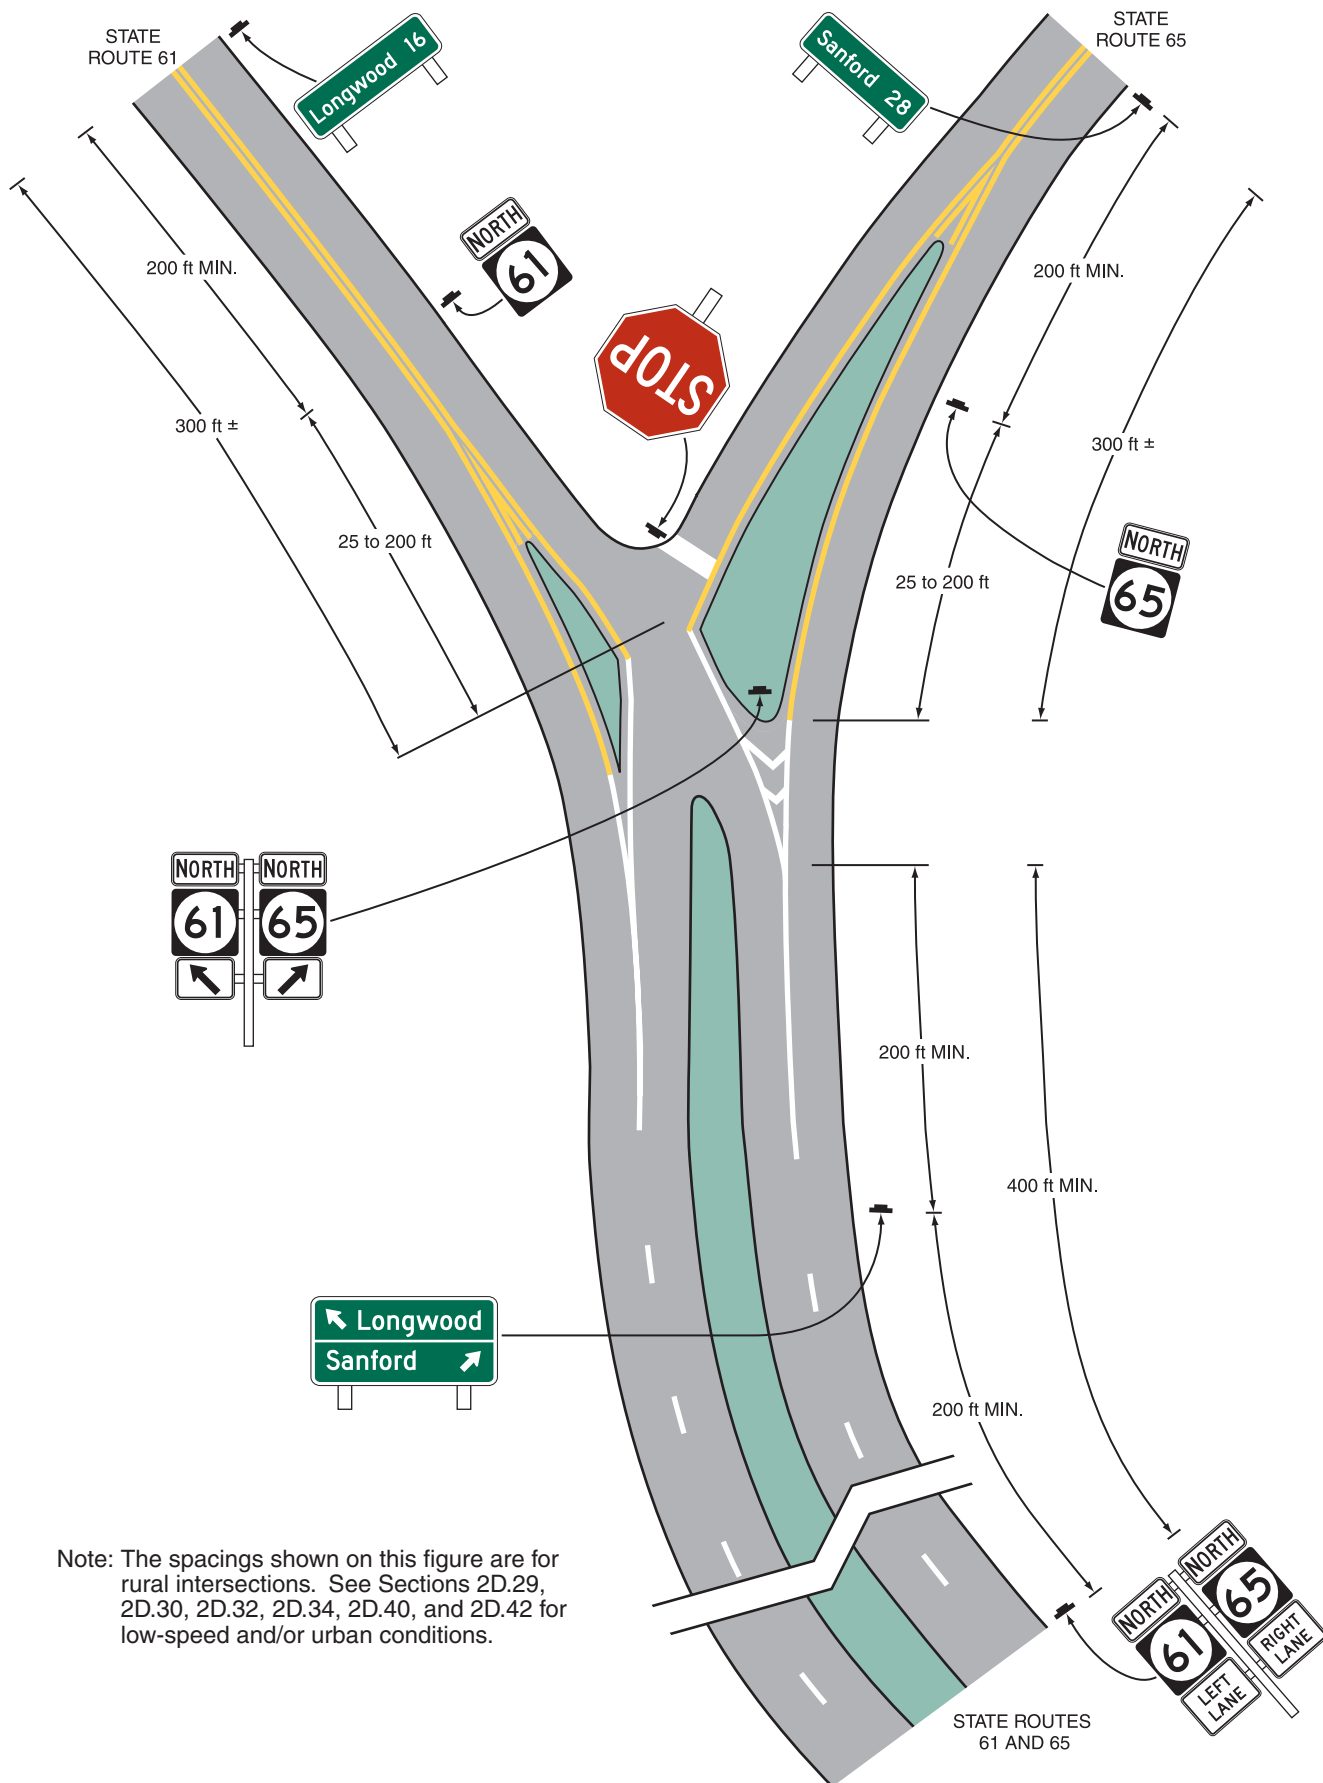 STATE
ROUTE 61
Longwood 16
Sanford 28
STATE
ROUTE 65
NORTH
61
STOP
200 ft MIN.
200 ft MIN.
300 ft ±
300 ft ±
25 to 200 ft
25 to 200 ft
NORTH
65
NORTH NORTH
61 65
200 ft MIN.
400 ft MIN.
Longwood
Sanford
200 ft MIN.
NORTH
61
LEFT
LANE
NORTH
65
RIGHT
LANE
Note: The spacings shown on this figure are for
rural intersections. See Sections 2D.29,
2D.30, 2D.32, 2D.34, 2D.40, and 2D.42 for
low-speed and/or urban conditions.
STATE ROUTES
61 AND 65